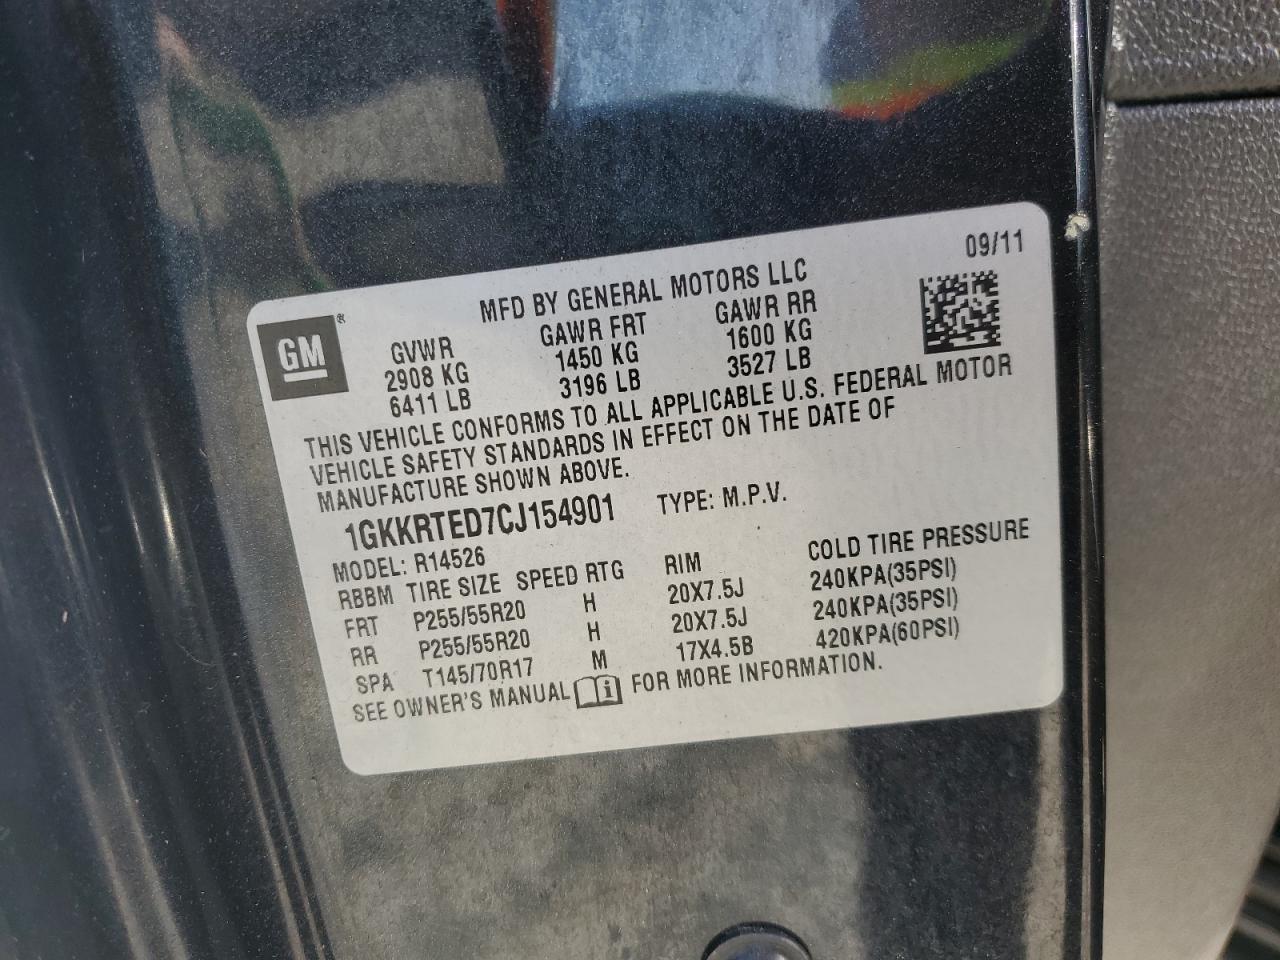 09/11
MFD BY GENERAL MOTORS LLC
GM®
GVWR GAWR FRT GAWR RR
2908 KG 1450 KG 1600 KG
6411 LB 3196 LB 3527 LB
THIS VEHICLE CONFORMS TO ALL APPLICABLE U.S. FEDERAL MOTOR
VEHICLE SAFETY STANDARDS IN EFFECT ON THE DATE OF
MANUFACTURE SHOWN ABOVE.
1GKKRTED7CJ154901 TYPE: M.P.V.
MODEL: R14526
RBBM TIRE SIZE SPEED RTG RIM COLD TIRE PRESSURE
FRT P255/55R20 H 20X7.5J 240KPA(35PSI)
RR P255/55R20 H 20X7.5J 240KPA(35PSI)
SPA T145/70R17 M 17X4.5B 420KPA(60PSI)
SEE OWNER'S MANUAL i FOR MORE INFORMATION.